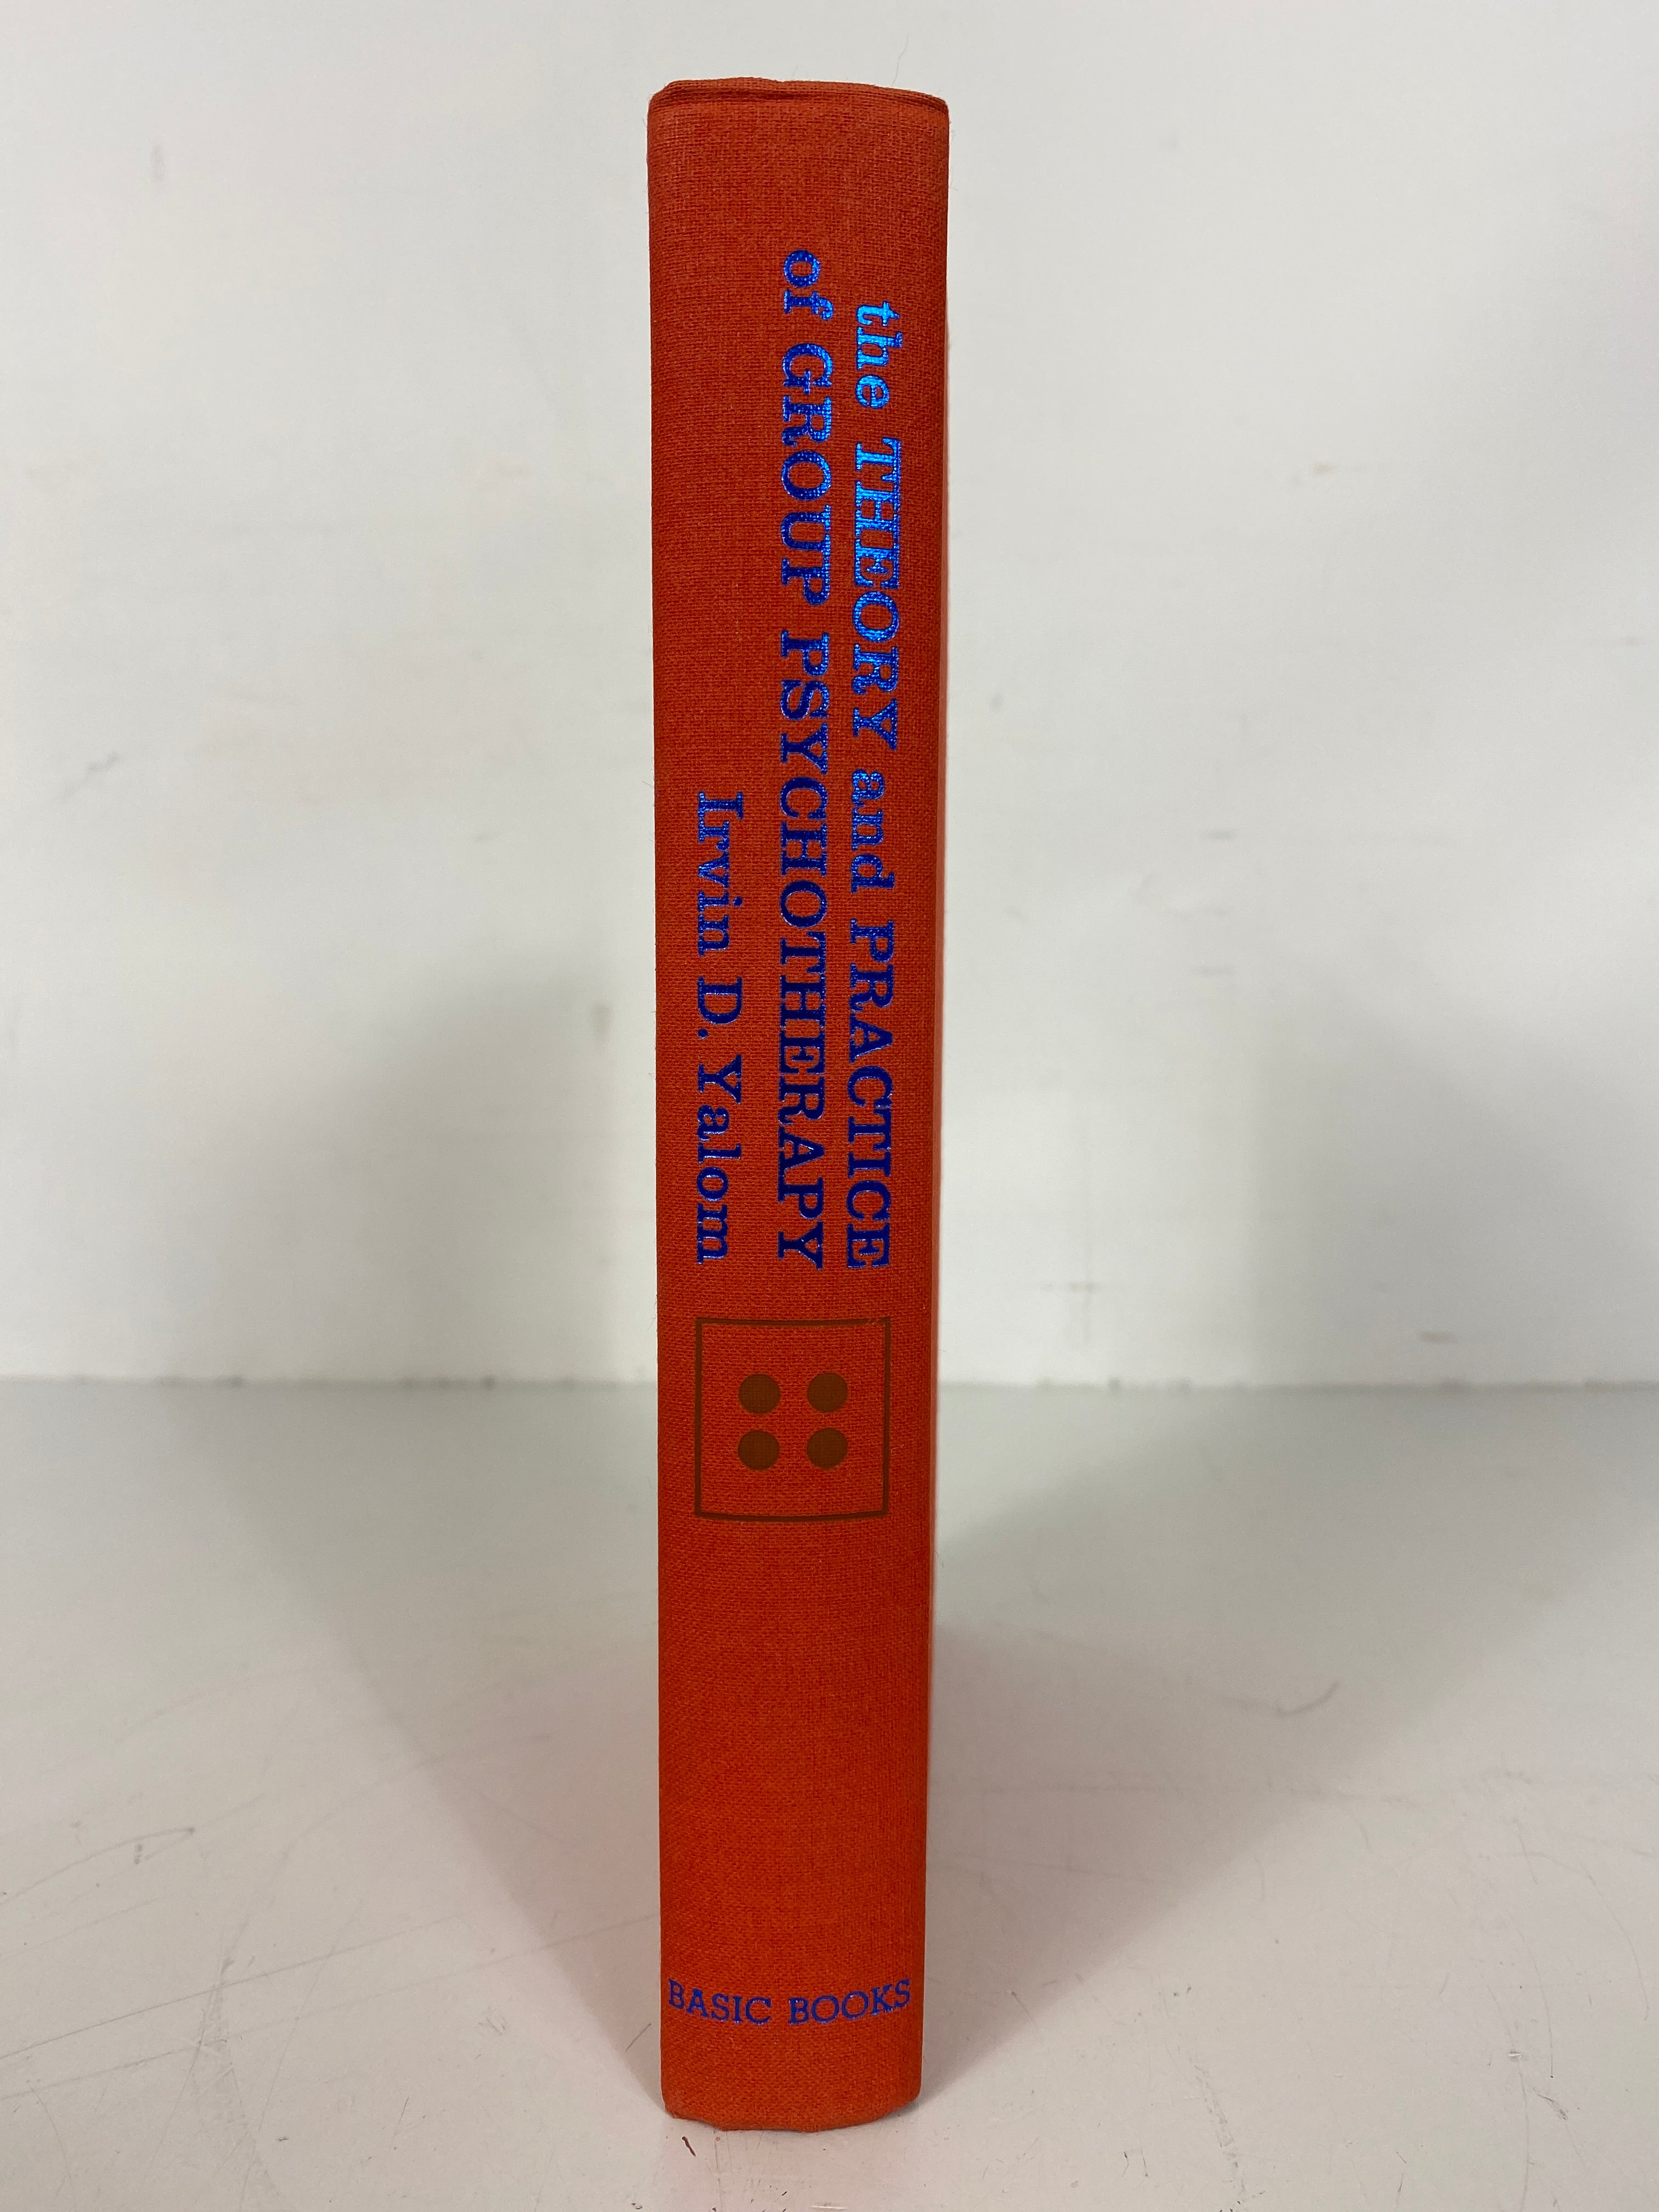 the THEORY and PRACTICE
of GROUP PSYCHOTHERAPY
Irvin D. Yalom
BASIC BOOKS